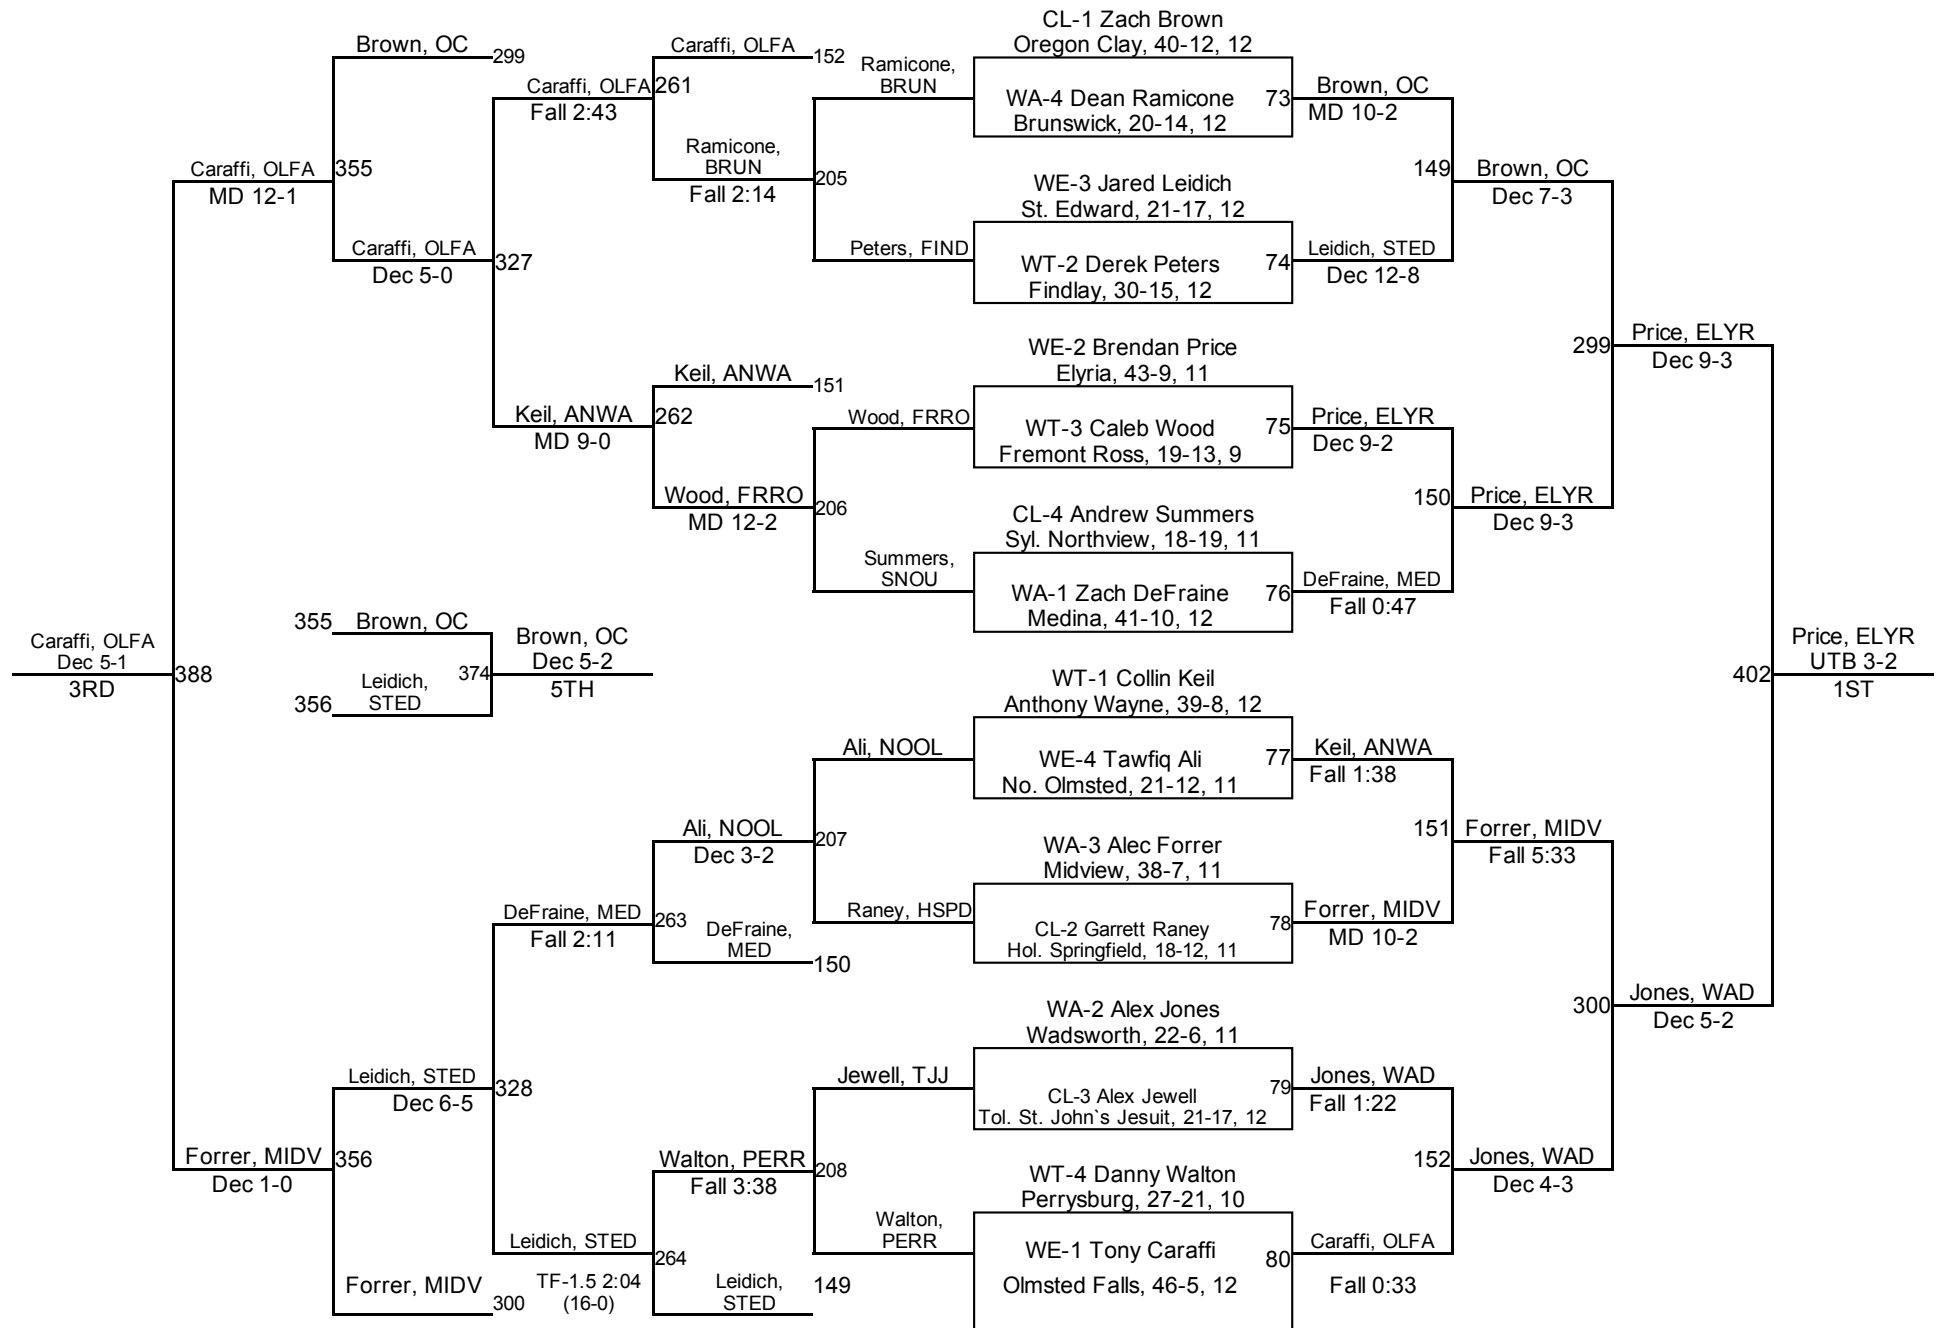 CL-1 Zach Brown
Oregon Clay, 40-12, 12
WA-4 Dean Ramicone
Brunswick, 20-14, 12
73
WE-3 Jared Leidich
St. Edward, 21-17, 12
WT-2 Derek Peters
Findlay, 30-15, 12
74
WE-2 Brendan Price
Elyria, 43-9, 11
WT-3 Caleb Wood
Fremont Ross, 19-13, 9
75
CL-4 Andrew Summers
Syl. Northview, 18-19, 11
WA-1 Zach DeFraine
Medina, 41-10, 12
76
WT-1 Collin Keil
Anthony Wayne, 39-8, 12
WE-4 Tawfiq Ali
No. Olmsted, 21-12, 11
77
WA-3 Alec Forrer
Midview, 38-7, 11
CL-2 Garrett Raney
Hol. Springfield, 18-12, 11
78
WA-2 Alex Jones
Wadsworth, 22-6, 11
CL-3 Alex Jewell
Tol. St. John`s Jesuit, 21-17, 12
79
WT-4 Danny Walton
Perrysburg, 27-21, 10
WE-1 Tony Caraffi
Olmsted Falls, 46-5, 12
80
Brown, OC
MD 10-2
149
Leidich, STED
Dec 12-8
Price, ELYR
Dec 9-2
150
DeFraine, MED
Fall 0:47
Keil, ANWA
Fall 1:38
151
Forrer, MIDV
MD 10-2
Jones, WAD
Fall 1:22
152
Caraffi, OLFA
Fall 0:33
Brown, OC
Dec 7-3
299
Price, ELYR
Dec 9-3
Forrer, MIDV
Fall 5:33
300
Jones, WAD
Dec 4-3
Price, ELYR
Dec 9-3
402
Jones, WAD
Dec 5-2
Price, ELYR
UTB 3-2
1ST
Ramicone,
BRUN
205
Peters, FIND
Wood, FRRO
206
Summers,
SNOU
Ali, NOOL
207
Raney, HSPD
Jewell, TJJ
208
Walton,
PERR
Caraffi, OLFA
152
261
Ramicone,
BRUN
Fall 2:14
Keil, ANWA
151
262
Wood, FRRO
MD 12-2
Ali, NOOL
Dec 3-2
263
DeFraine,
MED
150
Walton, PERR
Fall 3:38
264
Leidich,
STED
149
Caraffi, OLFA
Fall 2:43
327
Keil, ANWA
MD 9-0
DeFraine, MED
Fall 2:11
328
Leidich, STED
TF-1.5 2:04
(16-0)
Brown, OC
299
355
Caraffi, OLFA
Dec 5-0
Leidich, STED
Dec 6-5
356
Forrer, MIDV
300
Caraffi, OLFA
MD 12-1
388
Forrer, MIDV
Dec 1-0
Caraffi, OLFA
Dec 5-1
3RD
355
Brown, OC
374
356
Leidich,
STED
Brown, OC
Dec 5-2
5TH